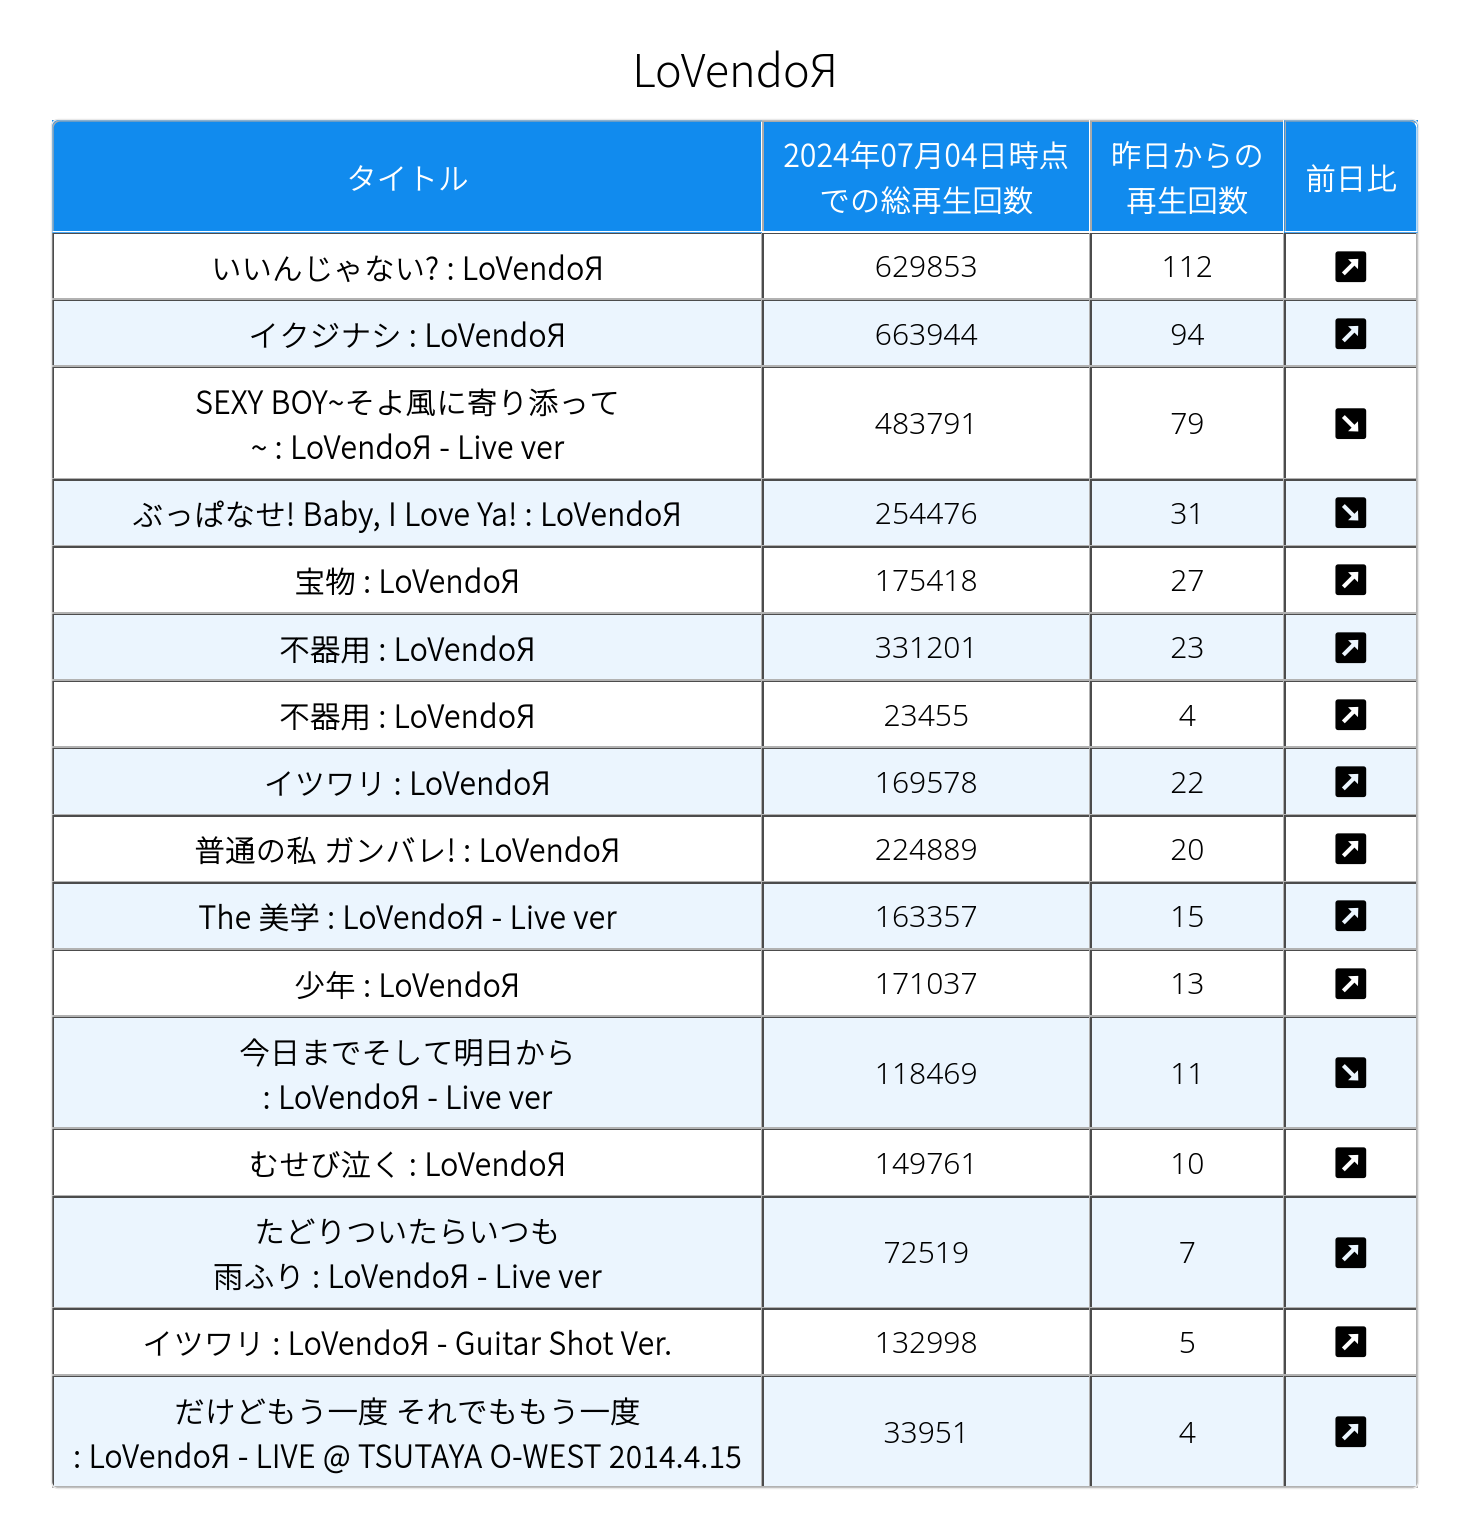 LoVendoЯ
タイトル
2024年07月04日時点
での総再生回数
昨日からの
再生回数
前日比
いいんじゃない? : LoVendoЯ
629853
112
イクジナシ : LoVendoЯ
663944
94
SEXY BOY~そよ風に寄り添って
~ : LoVendoЯ - Live ver
483791
79
ぶっぱなせ! Baby, I Love Ya! : LoVendoЯ
254476
31
宝物 : LoVendoЯ
175418
27
不器用 : LoVendoЯ
331201
23
不器用 : LoVendoЯ
23455
4
イツワリ : LoVendoЯ
169578
22
普通の私 ガンバレ! : LoVendoЯ
224889
20
The 美学 : LoVendoЯ - Live ver
163357
15
少年 : LoVendoЯ
171037
13
今日までそして明日から
: LoVendoЯ - Live ver
118469
11
むせび泣く : LoVendoЯ
149761
10
たどりついたらいつも
雨ふり : LoVendoЯ - Live ver
72519
7
イツワリ : LoVendoЯ - Guitar Shot Ver.
132998
5
だけどもう一度 それでももう一度
: LoVendoЯ - LIVE @ TSUTAYA O-WEST 2014.4.15
33951
4